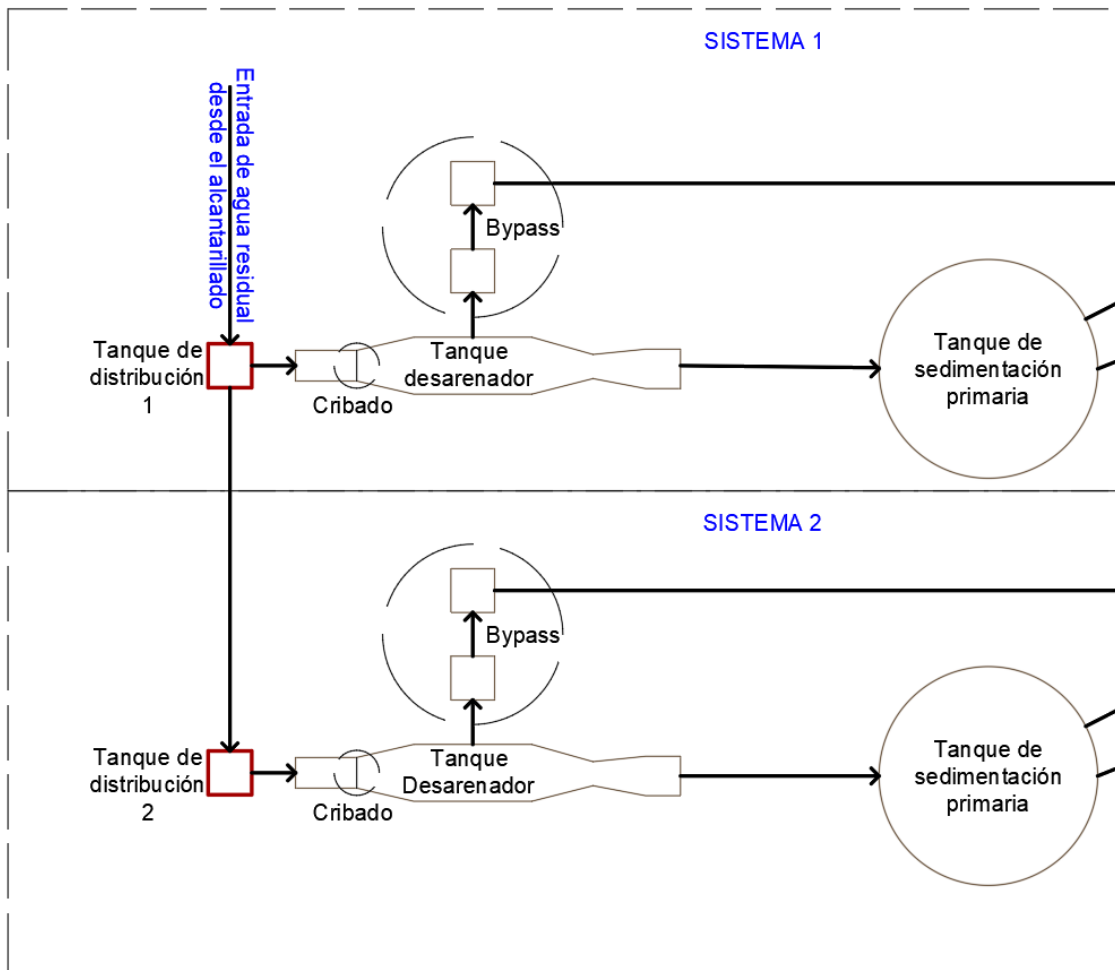 SISTEMA 1
Entrada de agua residual
desde el alcantarillado
Bypass
Tanque de
distribución
1
Cribado
Tanque
desarenador
Tanque de
sedimentación
primaria
SISTEMA 2
Bypass
Tanque de
distribución
2
Cribado
Tanque
Desarenador
Tanque de
sedimentación
primaria